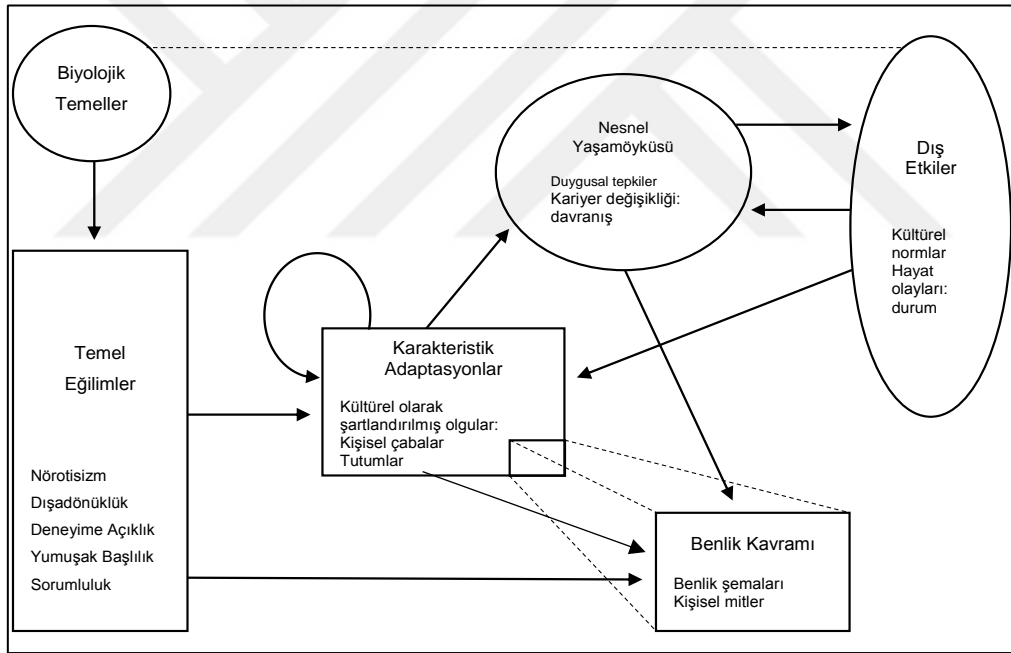 Biyolojik
Temeller
Nesnel
Yaşamöyküsü
Duygusal tepkiler
Kariyer değişikliği:
davranış
Dış
Etkiler
Kültürel
normlar
Hayat
olayları:
durum
Temel
Eğilimler
Nörotisizm
Dışadönüklük
Deneyime Açıklık
Yumuşak Başlılık
Sorumluluk
Karakteristik
Adaptasyonlar
Kültürel olarak
şartlandırılmış olgular:
Kişisel çabalar
Tutumlar
Benlik Kavramı
Benlik şemaları
Kişisel mitler